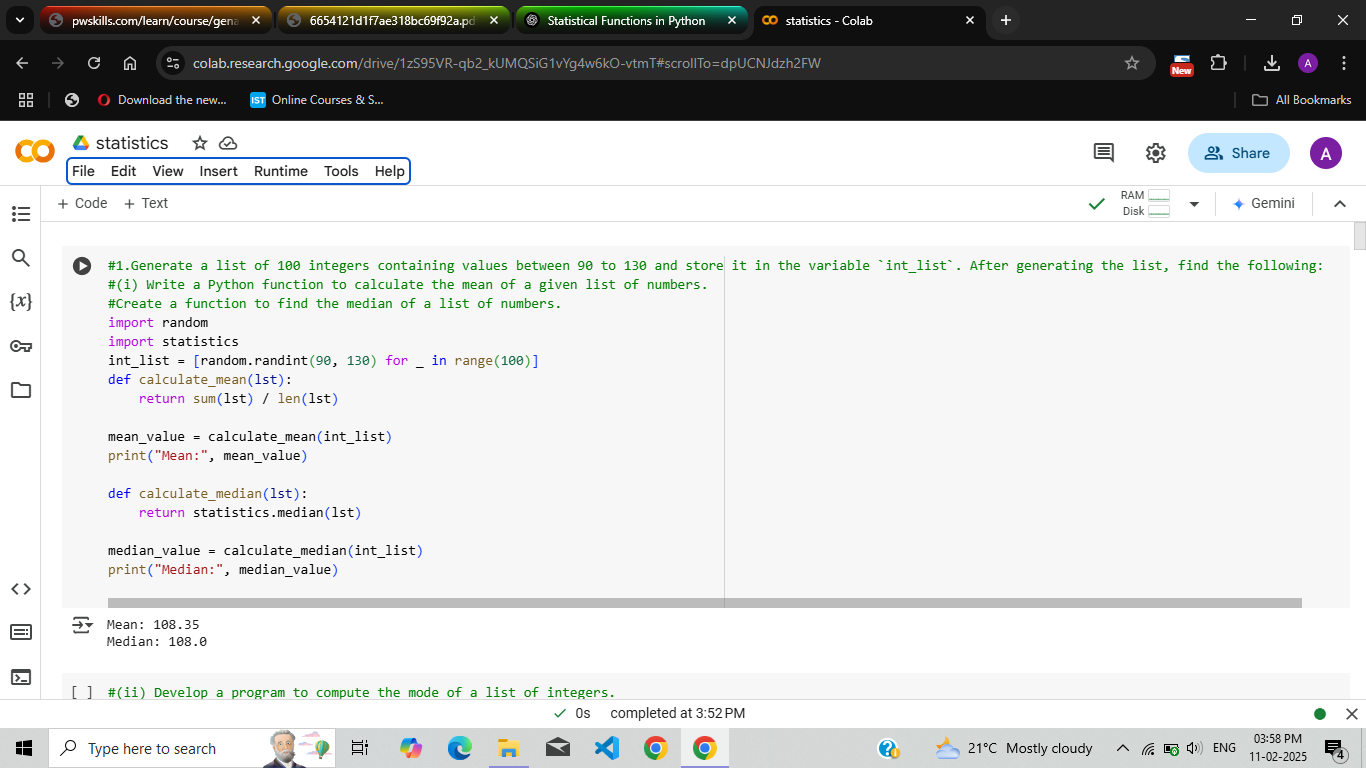 pwskills.com/learn/course/gena
6654121d1f7ae318bc69f92a.pd
Statistical Functions in Python
statistics - Colab
colab.research.google.com/drive/1zS95VR-qb2_kUMQSiG1vYg4w6kO-vtmT#scrollTo=dpUCNJdzh2FW
New
A
Download the new...
IST
Online Courses & S...
All Bookmarks
statistics
File Edit View Insert Runtime Tools Help
Share
A
+ Code + Text
RAM
Disk
Gemini
#1.Generate a list of 100 integers containing values between 90 to 130 and store it in the variable `int_list`. After generating the list, find the following:
#(i) Write a Python function to calculate the mean of a given list of numbers.
#Create a function to find the median of a list of numbers.
import random
import statistics
int_list = [random.randint(90, 130) for _ in range(100)]
def calculate_mean(lst):
    return sum(lst) / len(lst)
mean_value = calculate_mean(int_list)
print("Mean:", mean_value)
def calculate_median(lst):
    return statistics.median(lst)
median_value = calculate_median(int_list)
print("Median:", median_value)
Mean: 108.35
Median: 108.0
[ ] #(ii) Develop a program to compute the mode of a list of integers.
0s completed at 3:52 PM
Type here to search
21°C Mostly cloudy
ENG
03:58 PM
11-02-2025
4